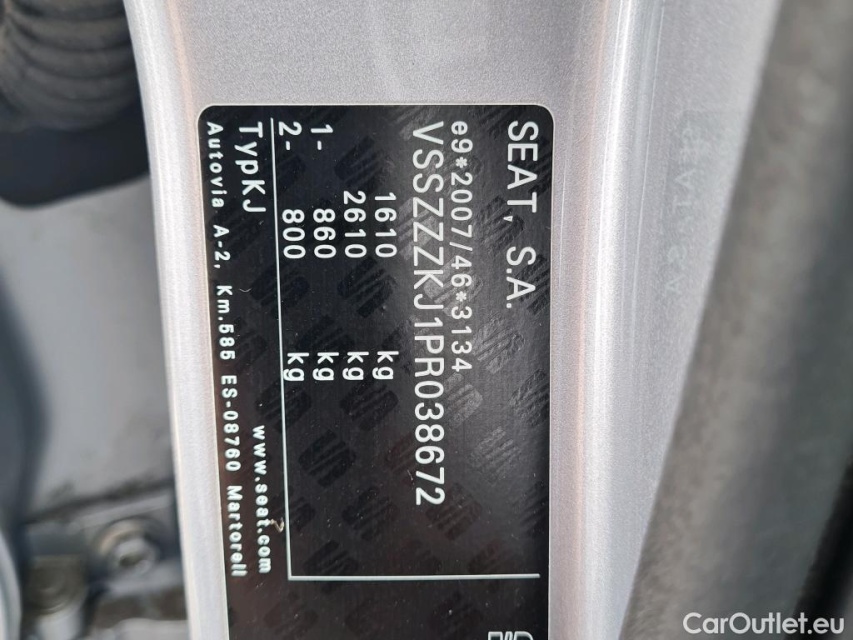 SEAT, S.A.
e9*2007/46*3134
VSSZZZKJ1PR038672
1610 kg
2610 kg
1- 860 kg
2- 800 kg
TypKJ www.seat.com
Autovia A-2, Km.585 ES-08760 Martorell
CarOutlet.eu